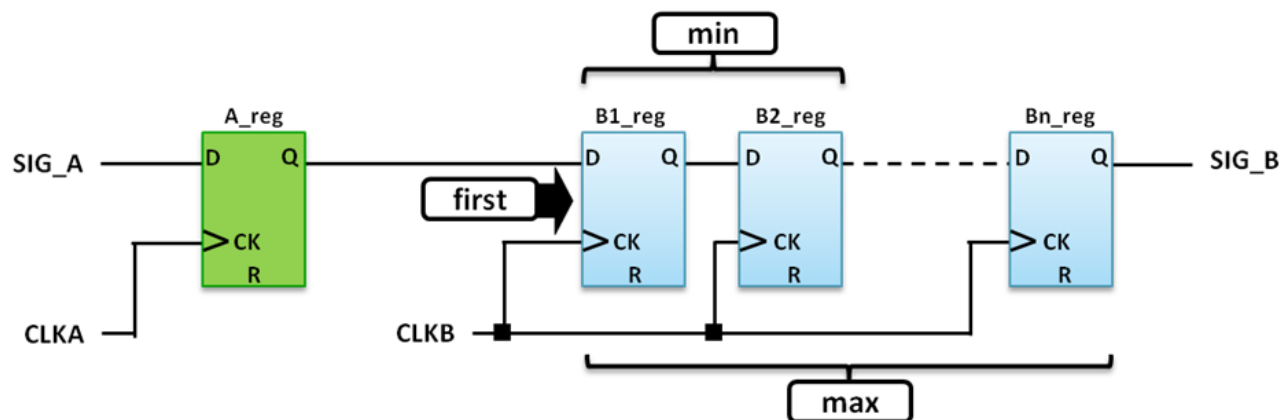 min
A_reg
B1_reg
B2_reg
Bn_reg
SIG_A
D
Q
D
Q
D
Q
D
Q
SIG_B
first
CK
CK
CK
CK
R
R
R
R
CLKA
CLKB
max